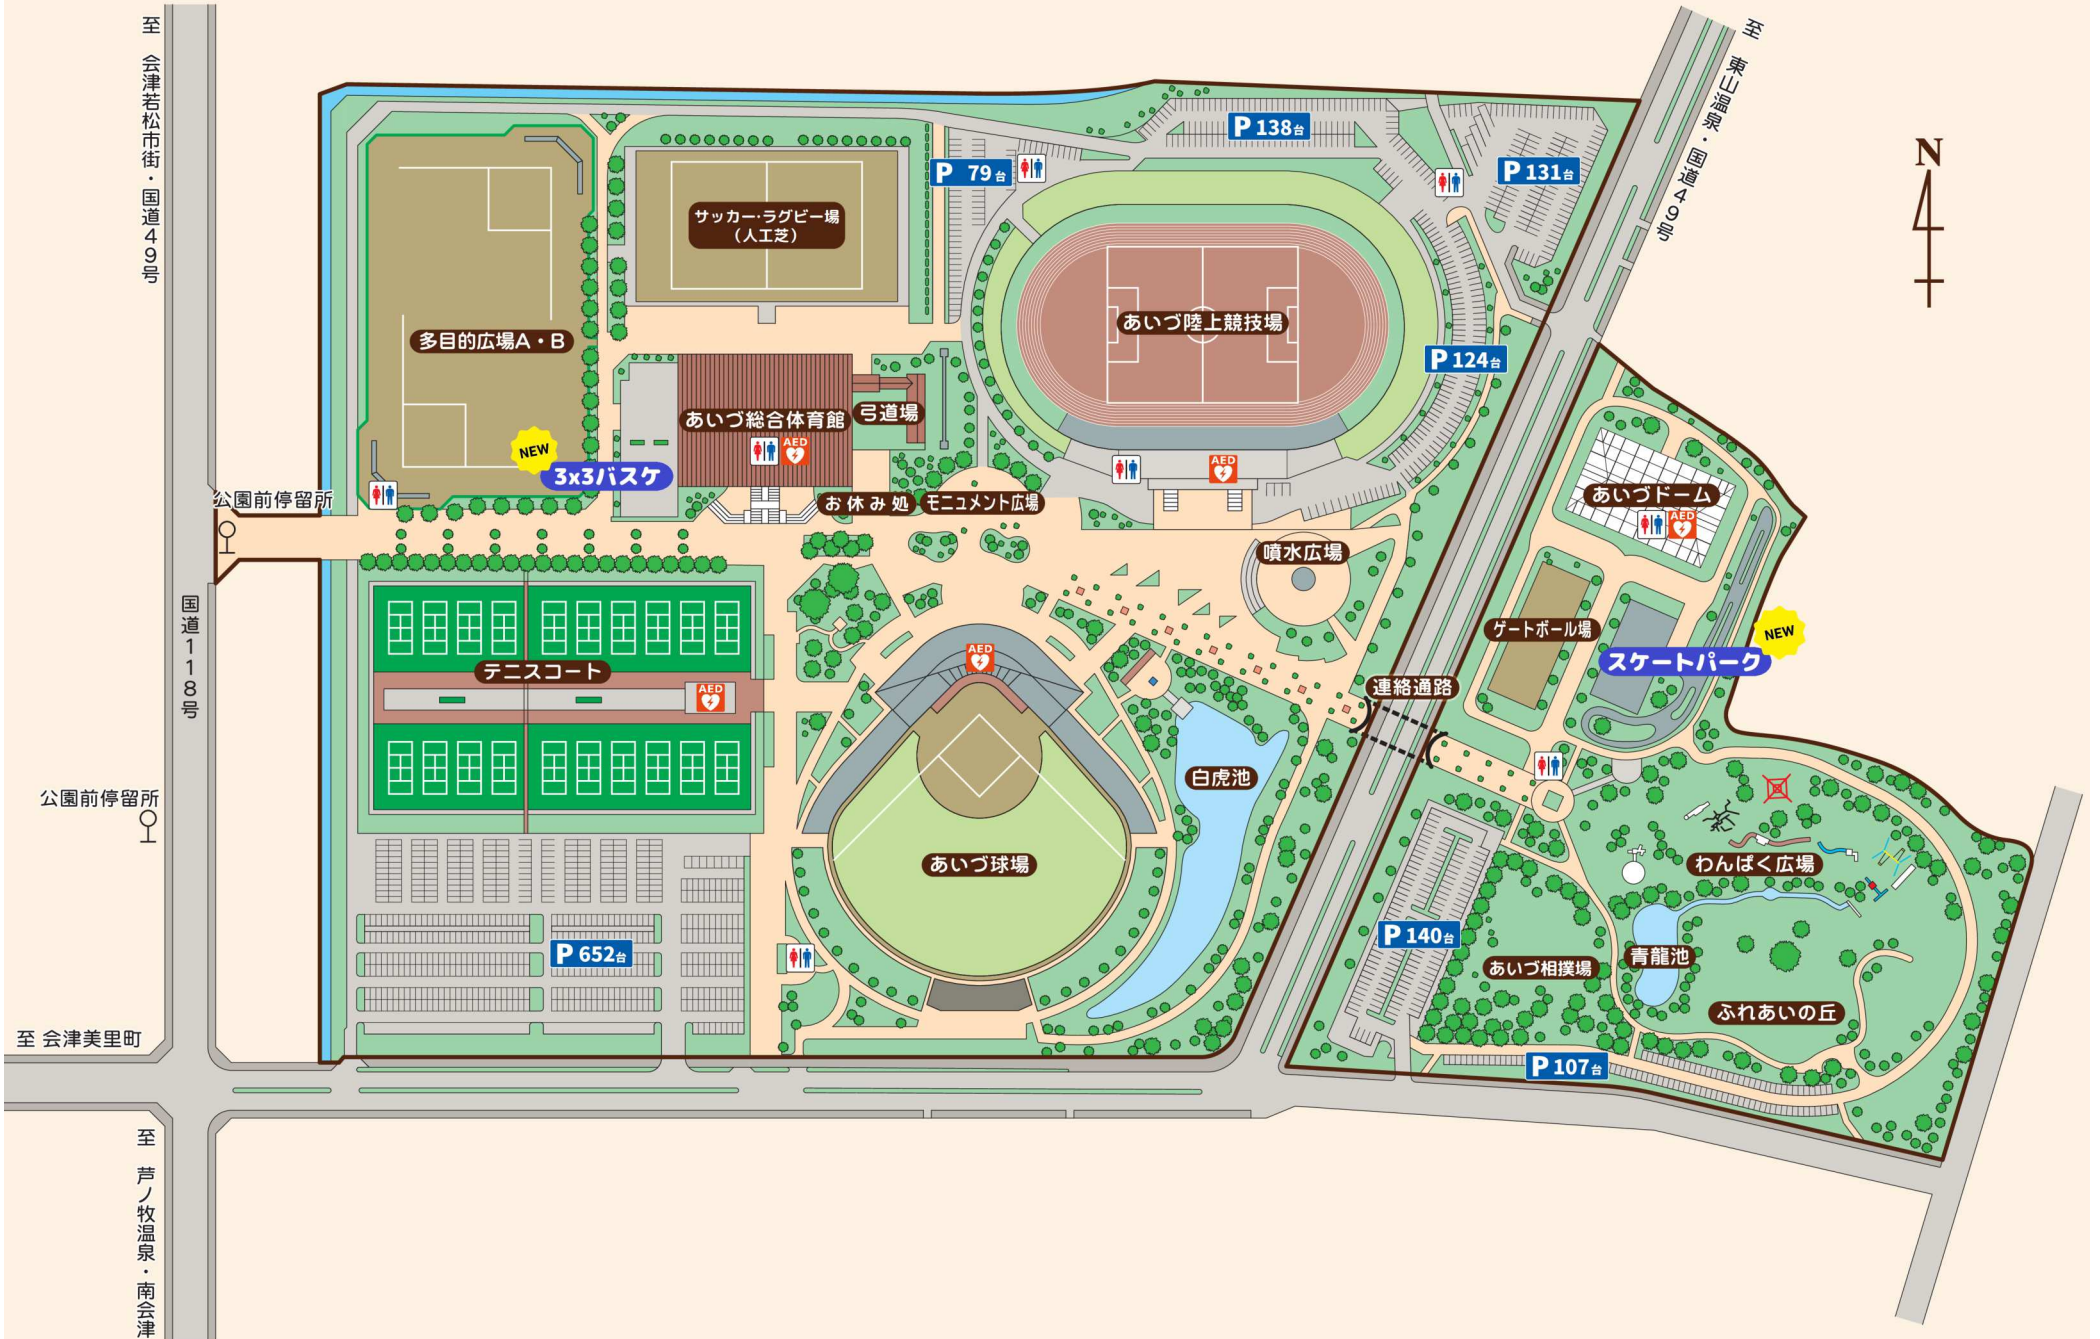 至 会津若松市街・国道49号
至 東山温泉・国道49号
N
P 138台
P 79台
P 131台
サッカー・ラグビー場
（人工芝）
多目的広場A・B
あいづ陸上競技場
P 124台
あいづ総合体育館
弓道場
AED
NEW
3x3バスケ
AED
公園前停留所
お休み処
モニュメント広場
あいづドーム
AED
噴水広場
国道118号
ゲートボール場
NEW
スケートパーク
テニスコート
AED
AED
連絡通路
公園前停留所
白虎池
あいづ球場
わんぱく広場
P 652台
P 140台
あいづ相撲場
青龍池
ふれあいの丘
至 会津美里町
P 107台
至 芦ノ牧温泉・南会津